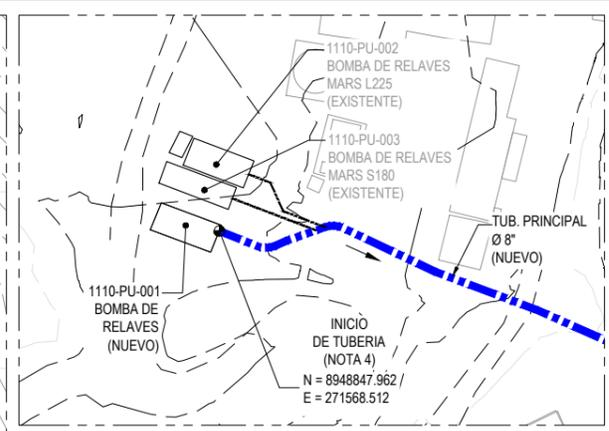 1110-PU-002
BOMBA DE RELAVES
MARS L225
(EXISTENTE)
1110-PU-003
BOMBA DE RELAVES
MARS S180
(EXISTENTE)
TUB. PRINCIPAL
Ø 8"
(NUEVO)
1110-PU-001
BOMBA DE
RELAVES
(NUEVO)
INICIO
DE TUBERIA
(NOTA 4)
N = 8948847.962
E = 271568.512